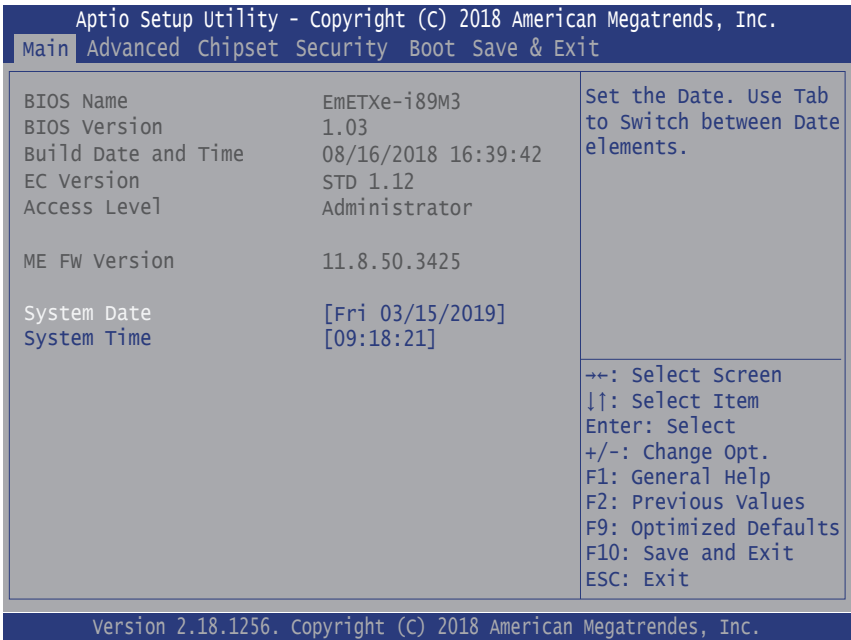 Aptio Setup Utility - Copyright (C) 2018 American Megatrends, Inc.
Main Advanced Chipset Security Boot Save & Exit
BIOS Name EmETXe-i89M3
BIOS Version 1.03
Build Date and Time 08/16/2018 16:39:42
EC Version STD 1.12
Access Level Administrator
ME FW Version 11.8.50.3425
System Date [Fri 03/15/2019]
System Time [09:18:21]
Set the Date. Use Tab
to Switch between Date
elements.
→←: Select Screen
↓↑: Select Item
Enter: Select
+/-: Change Opt.
F1: General Help
F2: Previous Values
F9: Optimized Defaults
F10: Save and Exit
ESC: Exit
Version 2.18.1256. Copyright (C) 2018 American Megatrendes, Inc.